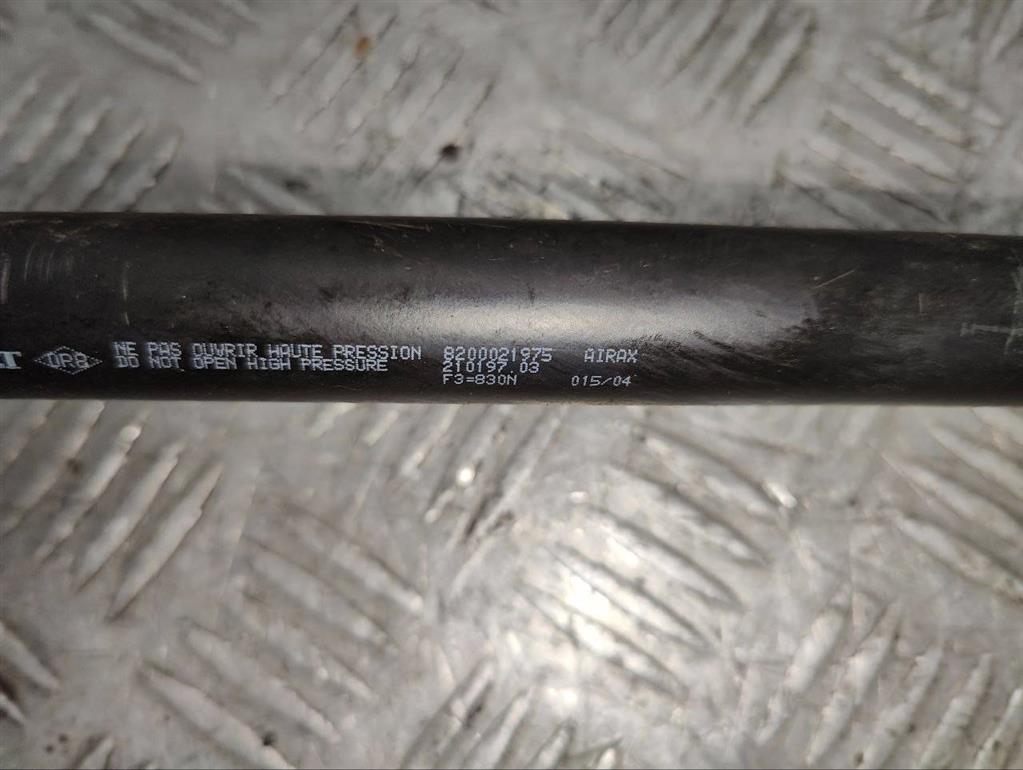 NE PAS OUVRIR HAUTE PRESSION 8200021975 AIRAX
DO NOT OPEN HIGH PRESSURE 210197.03
F3=830N 015/04